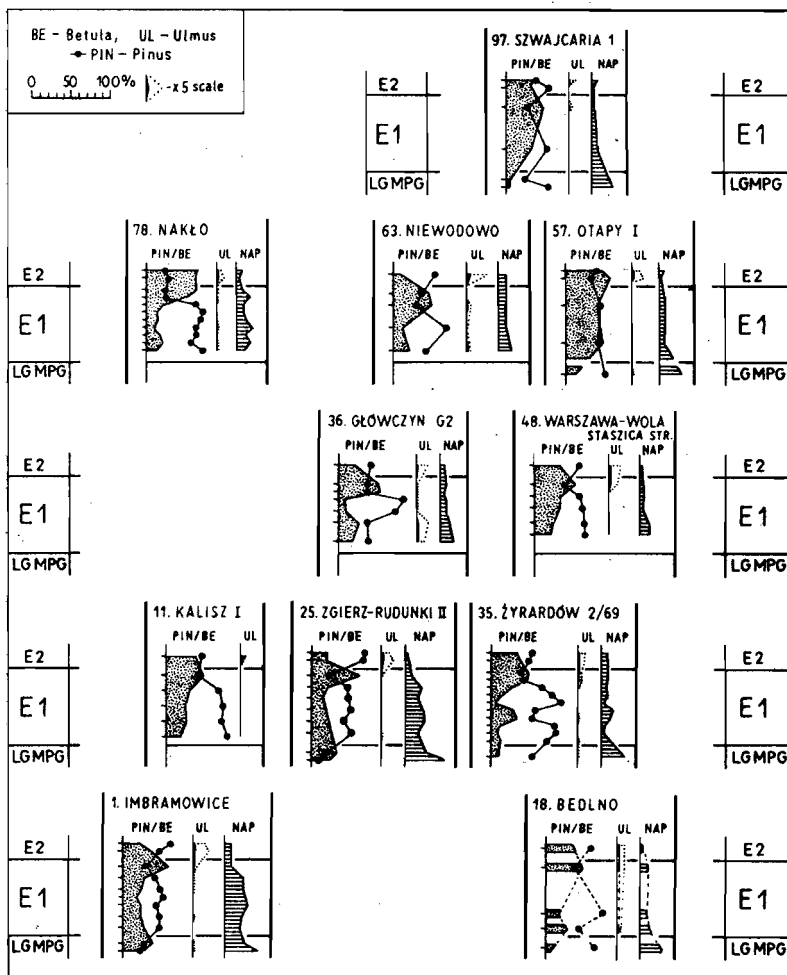 BE - Betula, UL - Ulmus
PIN - Pinus
0 50 100%
-x5 scale
97. SZWAJCARIA 1
PIN/BE UL NAP
E2 E2
E1 E1
LGMPG LGMPG
78. NAKŁO 63. NIEWODOWO 57. OTAPY I
PIN/BE UL NAP PIN/BE UL NAP PIN/BE UL NAP
E2 E2
E1 E1
LGMPG LGMPG
36. GŁÓWCZYN G2 48. WARSZAWA-WOLA
STASZICA STR.
PIN/BE UL NAP PIN/BE UL NAP
E2 E2
E1 E1
LGMPG LGMPG
11. KALISZ I 25. ZGIERZ-RUDUNKI II 35. ŻYRARDÓW 2/69
PIN/BE UL PIN/BE UL NAP PIN/BE UL NAP
E2 E2
E1 E1
LGMPG LGMPG
1. IMBRAMOWICE 18. BEDLNO
PIN/BE UL NAP PIN/BE UL NAP
E2 E2
E1 E1
LGMPG LGMPG